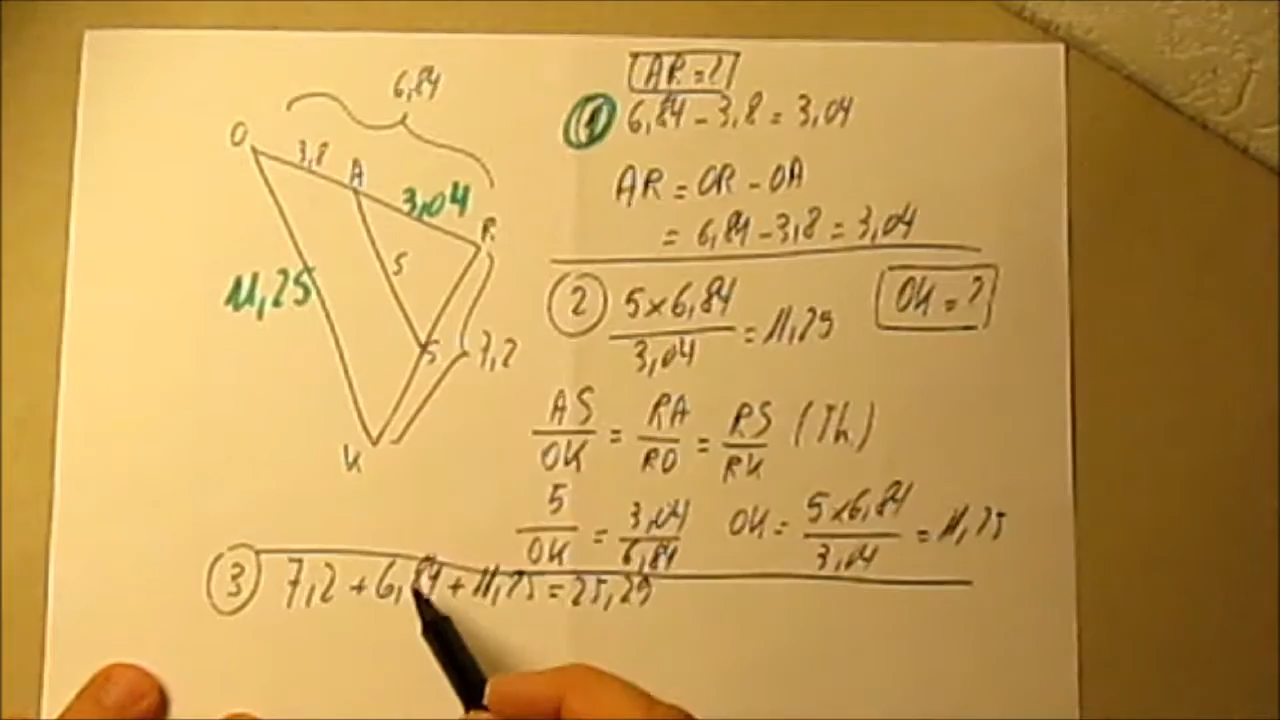 6,84
O
3,8
A
3,04
R
5
11,25
S
7,2
K
AR = ?
1 6,84 - 3,8 = 3,04
AR = OR - OA
= 6,84 - 3,8 = 3,04
2 5 x 6,84 / 3,04 = 11,25 OK = ?
AS/OK = RA/RO = RS/RK (Th)
5/OK = 3,04/6,84 OK = 5 x 6,84 / 3,04 = 11,25
3 7,2 + 6,84 + 11,25 = 25,29